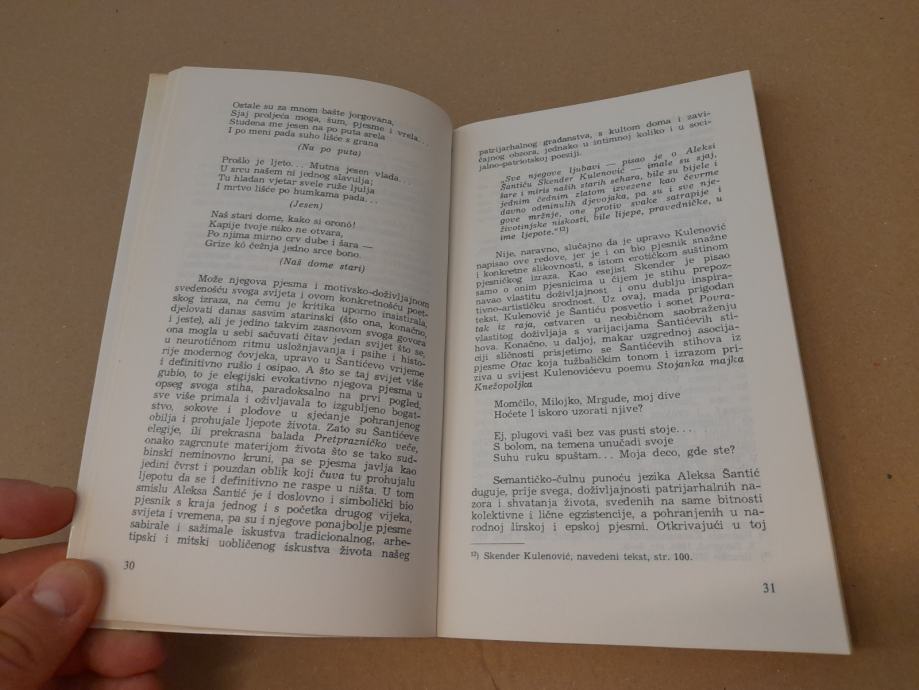 Ostale su za mnom bašte jorgovana,
Sjaj proljeća moga, šum, pjesme i vrela...
Studena me jesen na po puta srela
I po meni pada suho lišće s grana
(Na po puta)
Prošlo je ljeto... Mutna jesen vlada...
U srcu našem ni jednog slavulja;
Tu hladan vjetar svele ruže ljulja
I mrtvo lišće po humkama pada...
(Jesen)
Naš stari dome, kako si oronô!
Kapije tvoje niko ne otvara,
Po njima mirno crv dube i šara —
Grize kô čežnja jedno srce bono.
(Naš dome stari)
Može njegova pjesma i motivsko-doživljajnom
svedenošću svoga svijeta i ovom konkretnošću poet-
skog izraza, na čemu je kritika uporno insistirala,
djelovati danas sasvim starinski (što ona, konačno,
i jeste), ali je jedino takvim zasnovom svoga govora
ona mogla u sebi sačuvati čitav jedan svijet što se,
u neurotičnom ritmu usložnjavanja i psihe i histo-
rije modernog čovjeka, upravo u Šantićevo vrijeme
i definitivno rušio i osipao. A što se taj svijet više
gubio, to je elegijski evokativno njegova pjesma u
opseg svoga stiha, paradoksalno na prvi pogled,
sve više primala i oživljavala to izgubljeno bogat-
stvo, sokove i plodove u sjećanje pohranjenog
obilja i prohujale ljepote života. Zato su Šantićeve
elegije, ili prekrasna balada Pretprazničko veče,
onako zagrcnute materijom života što se tako sud-
binski neminovno kruni, pa se pjesma javlja kao
jedini čvrst i pouzdan oblik koji čuva tu prohujalu
ljepotu da se i definitivno ne raspe u ništa. U tom
smislu Aleksa Šantić je i doslovno i simbolički bio
pjesnik s kraja jednog i s početka drugog vijeka,
svijeta i vremena, pa su i njegove ponajbolje pjesme
sabirale i sažimale iskustva tradicionalnog, arhe-
tipski i mitski uobličenog iskustva života našeg
30
patrijarhalnog građanstva, s kultom doma i zavi-
čajnog obzora, jednako u intimnoj koliko i u soci-
jalno-patriotskoj poeziji.
„Sve njegove ljubavi — pisao je o Aleksi
Šantiću Skender Kulenović — imale su sjaj,
šare i miris naših starih sehara, bile su bijele i
jednim čednim zlatom izvezene kao čevrme
davno odminulih djevojaka, pa su i sve nje-
gove mržnje, one protiv svake satrapije i
životinjske niskosti, bile lijepe, pravedničke, u
ime ljepote.“¹²)
Nije, naravno, slučajno da je upravo Kulenović
napisao ove redove, jer je i on bio pjesnik snažne
i konkretne slikovnosti, s istom erotičkom suštinom
pjesničkog izraza. Kao esejist Skender je pisao
samo o onim pjesnicima u čijem je stihu prepoz-
navao vlastitu doživljajnost i onu dublju inspira-
tivno-artističku srodnost. Uz ovaj, mada prigodan
tekst, Kulenović je Šantiću posvetio i sonet Povra-
tak iz raja, ostvaren u neobičnom saobraženju
vlastitog doživljaja s varijacijama Šantićevih sti-
hova. Konačno, u daljoj, makar uzgrednoj asocija-
ciji sličnosti prisjetimo se Šantićevih stihova iz
pjesme Otac koja tužbaličkim tonom i izrazom pri-
ziva u svijest Kulenovićevu poemu Stojanka majka
Knežopoljka
Momčilo, Milojko, Mrguđe, moj dive
Hoćete l iskoro uzorati njive?
Ej, plugovi vaši bez vas pusti stoje...
S bolom, na temena unučadi svoje
Suhu ruku spuštam... Moja deco, gde ste?
Semantičko-čulnu punoću jezika Aleksa Šantić
duguje, prije svega, doživljajnosti patrijarhalnih na-
zora i shvatanja života, svedenih na same bitnosti
kolektivne i lične egzistencije, a pohranjenih u na-
rodnoj lirskoj i epskoj pjesmi. Otkrivajući u toj
¹²) Skender Kulenović, navedeni tekst, str. 100.
31